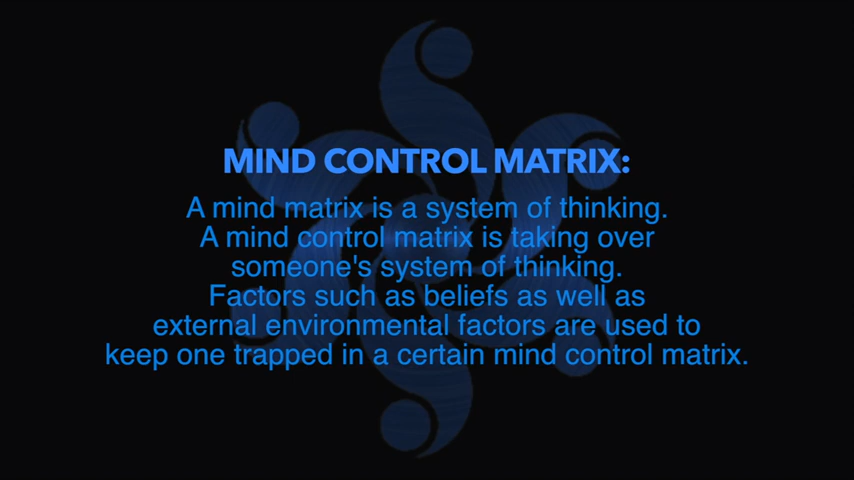 MIND CONTROL MATRIX:
A mind matrix is a system of thinking.
A mind control matrix is taking over
someone's system of thinking.
Factors such as beliefs as well as
external environmental factors are used to
keep one trapped in a certain mind control matrix.